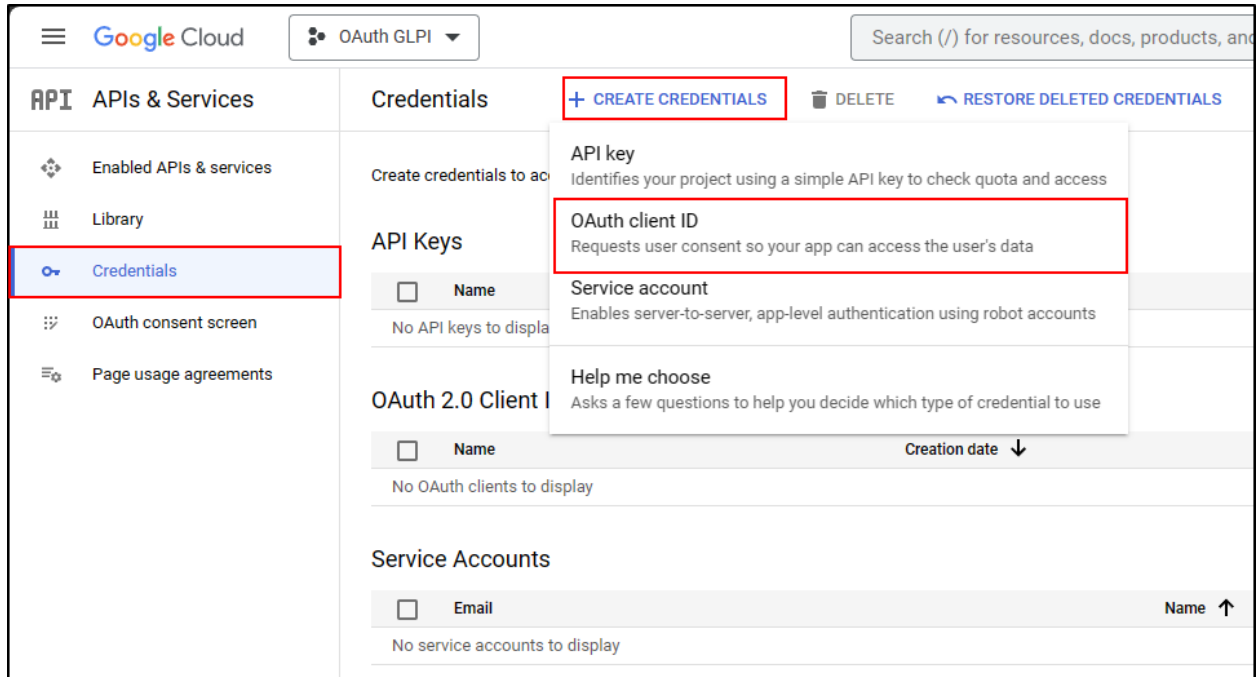 Google Cloud
OAuth GLPI
Search (/) for resources, docs, products, and
API APIs & Services
Credentials
+ CREATE CREDENTIALS
DELETE
RESTORE DELETED CREDENTIALS
Enabled APIs & services
Library
Credentials
OAuth consent screen
Page usage agreements
Create credentials to acc
API key
Identifies your project using a simple API key to check quota and access
OAuth client ID
Requests user consent so your app can access the user's data
Service account
Enables server-to-server, app-level authentication using robot accounts
Help me choose
Asks a few questions to help you decide which type of credential to use
API Keys
Name
No API keys to displa
OAuth 2.0 Client I
Name
Creation date
No OAuth clients to display
Service Accounts
Email
Name
No service accounts to display